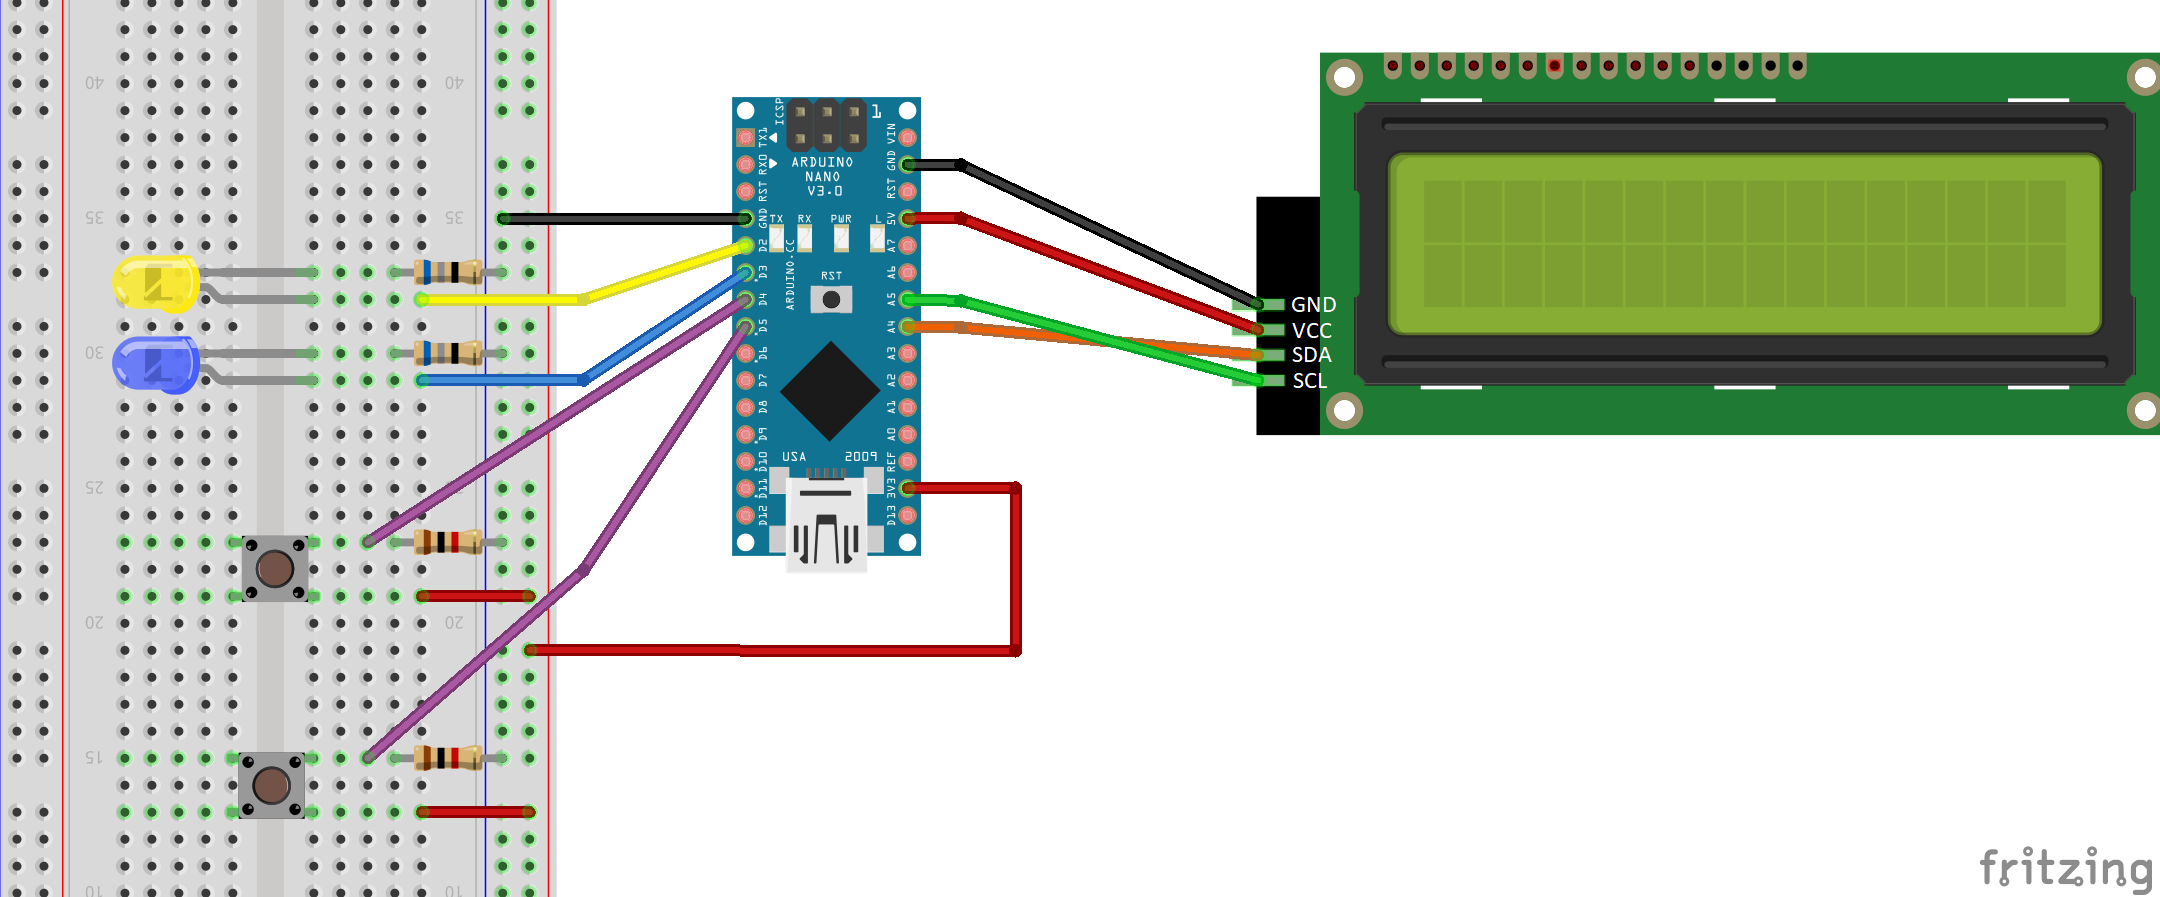 40 40
35 35
30
25
20 20
15
10 10
ICSP
1
TX1
RX0
RST
GND
D2
D3
D4
D5
D6
D7
D8
D9
D10
D11
D12
ARDUINO
NANO
V3.0
TX RX PWR L
ARDUINO.CC
RST
USA 2009
VIN
GND
RST
5V
A7
A6
A5
A4
A3
A2
A1
A0
REF
3V3
D13
GND
VCC
SDA
SCL
fritzing